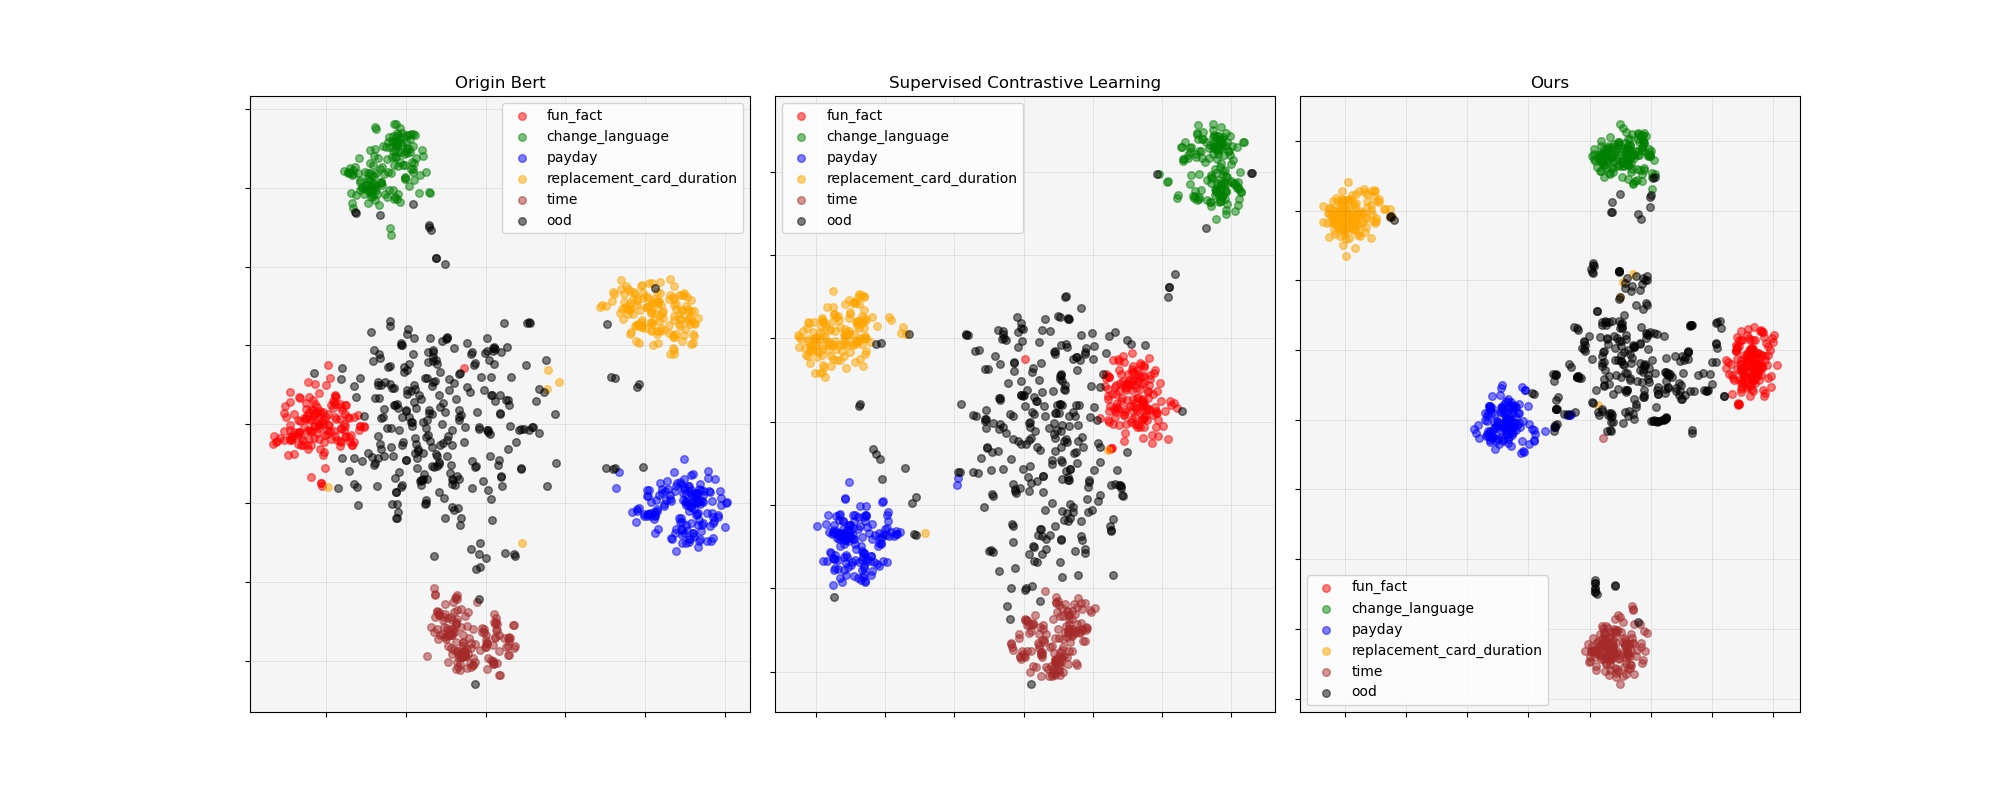 Origin Bert
fun_fact
change_language
payday
replacement_card_duration
time
ood
Supervised Contrastive Learning
fun_fact
change_language
payday
replacement_card_duration
time
ood
Ours
fun_fact
change_language
payday
replacement_card_duration
time
ood